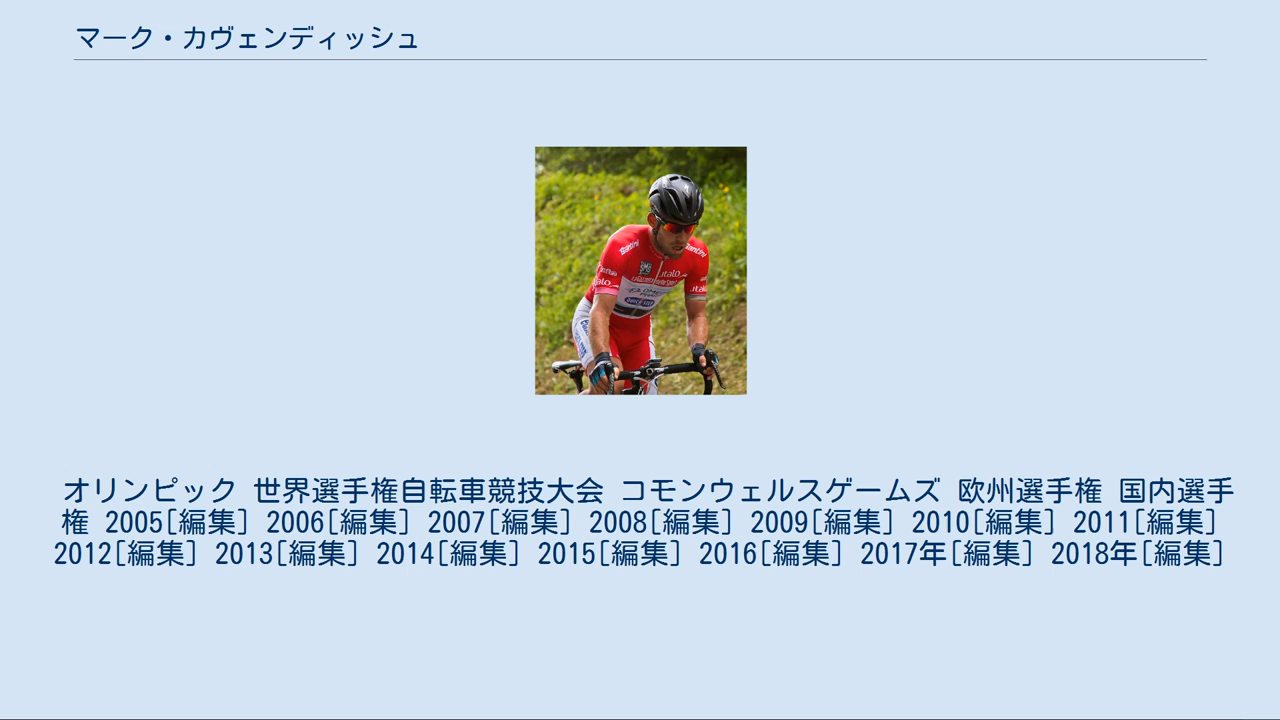 マーク・カヴェンディッシュ
Santini
Santini
italo
オリンピック 世界選手権自転車競技大会 コモンウェルスゲームズ 欧州選手権 国内選手
権 2005[編集] 2006[編集] 2007[編集] 2008[編集] 2009[編集] 2010[編集] 2011[編集]
2012[編集] 2013[編集] 2014[編集] 2015[編集] 2016[編集] 2017年[編集] 2018年[編集]